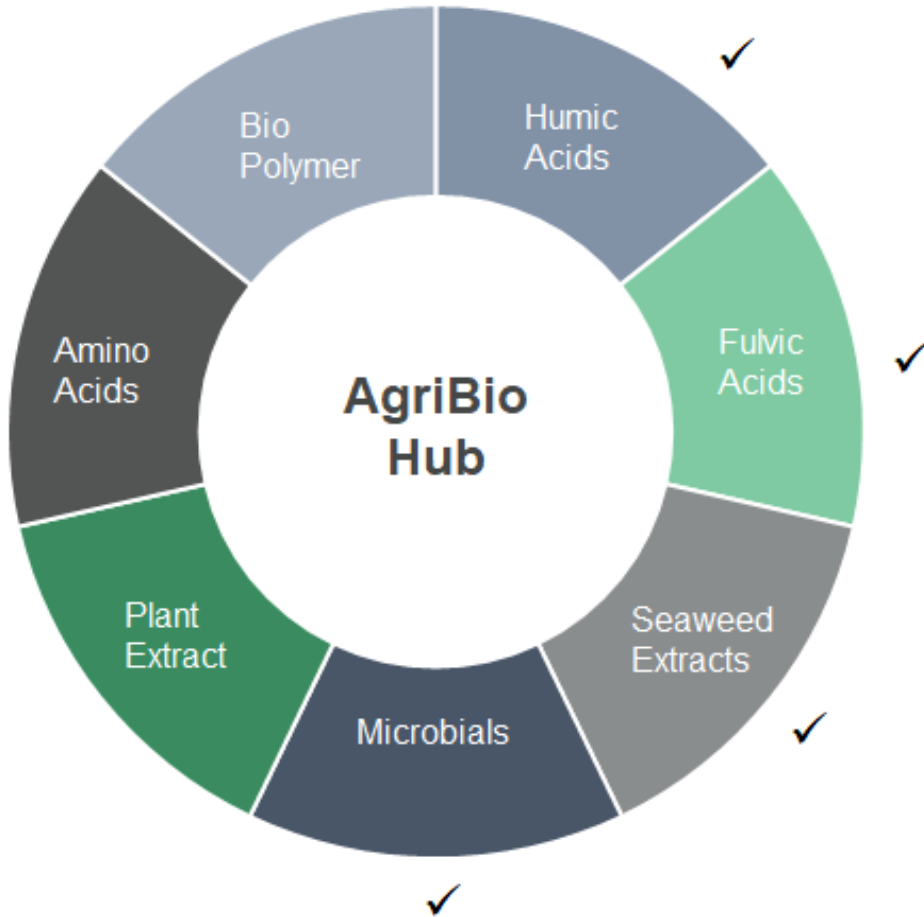 Bio
Polymer
Humic
Acids
Amino
Acids
Fulvic
Acids
AgriBio
Hub
Plant
Extract
Seaweed
Extracts
Microbials